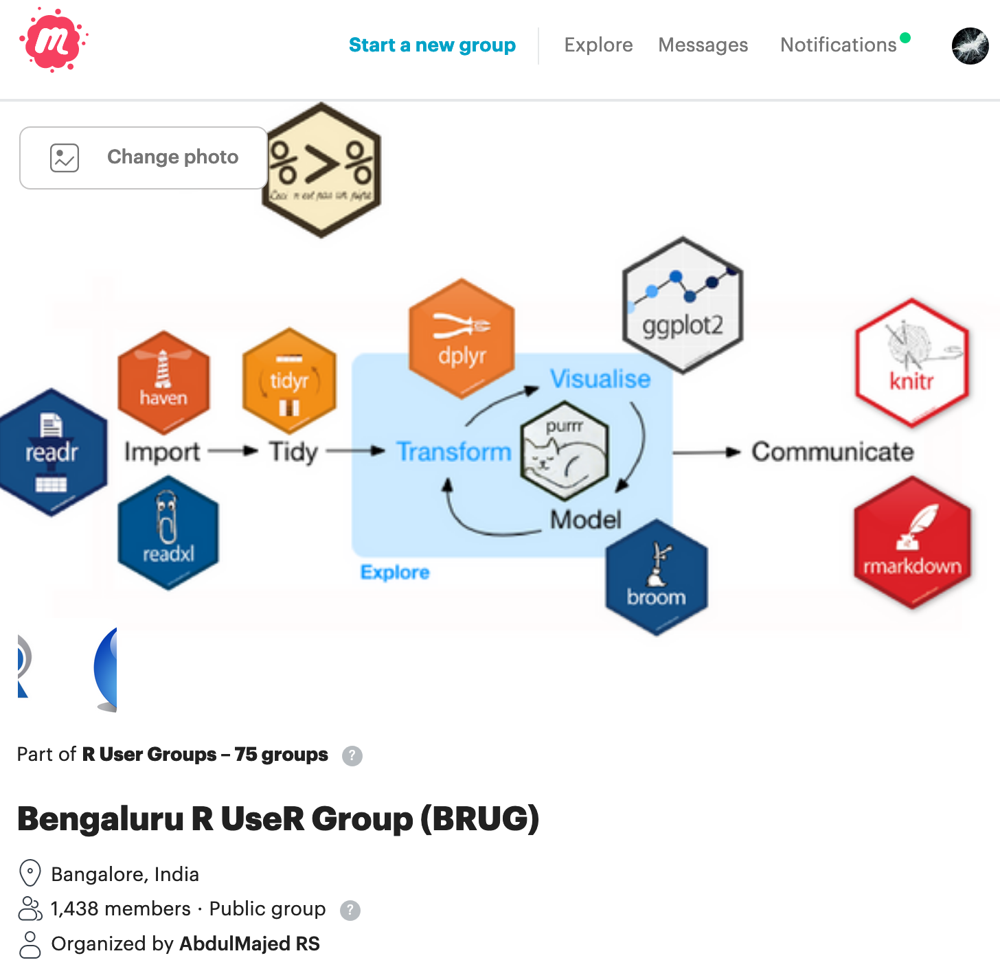 m
Start a new group
Explore
Messages
Notifications
Change photo
%>%
Ceci n'est pas un pipe
dplyr
ggplot2
Visualise
haven
tidyr
knitr
purrr
readr
Import
Tidy
Transform
Communicate
Model
readxl
Explore
broom
rmarkdown
Part of R User Groups – 75 groups ?
Bengaluru R UseR Group (BRUG)
Bangalore, India
1,438 members · Public group ?
Organized by AbdulMajed RS